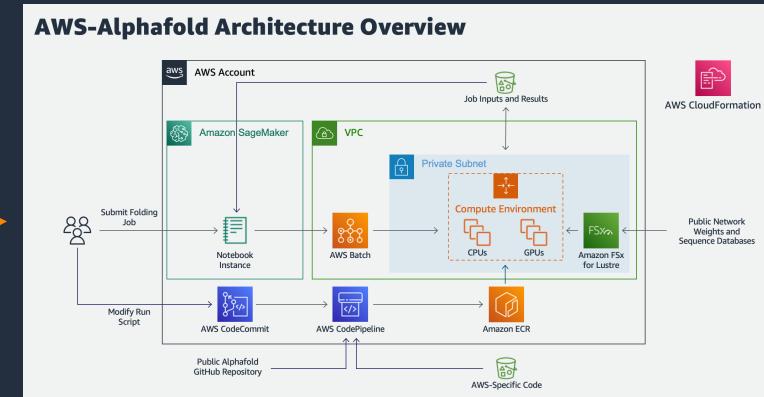 AWS-Alphafold Architecture Overview
aws
AWS Account
Job Inputs and Results
AWS CloudFormation
Amazon SageMaker
VPC
Private Subnet
Compute Environment
CPUs
GPUs
Submit Folding
Job
Notebook
Instance
AWS Batch
FSx
Amazon FSx
for Lustre
Public Network
Weights and
Sequence Databases
Modify Run
Script
AWS CodeCommit
AWS CodePipeline
Amazon ECR
Public Alphafold
GitHub Repository
AWS-Specific Code